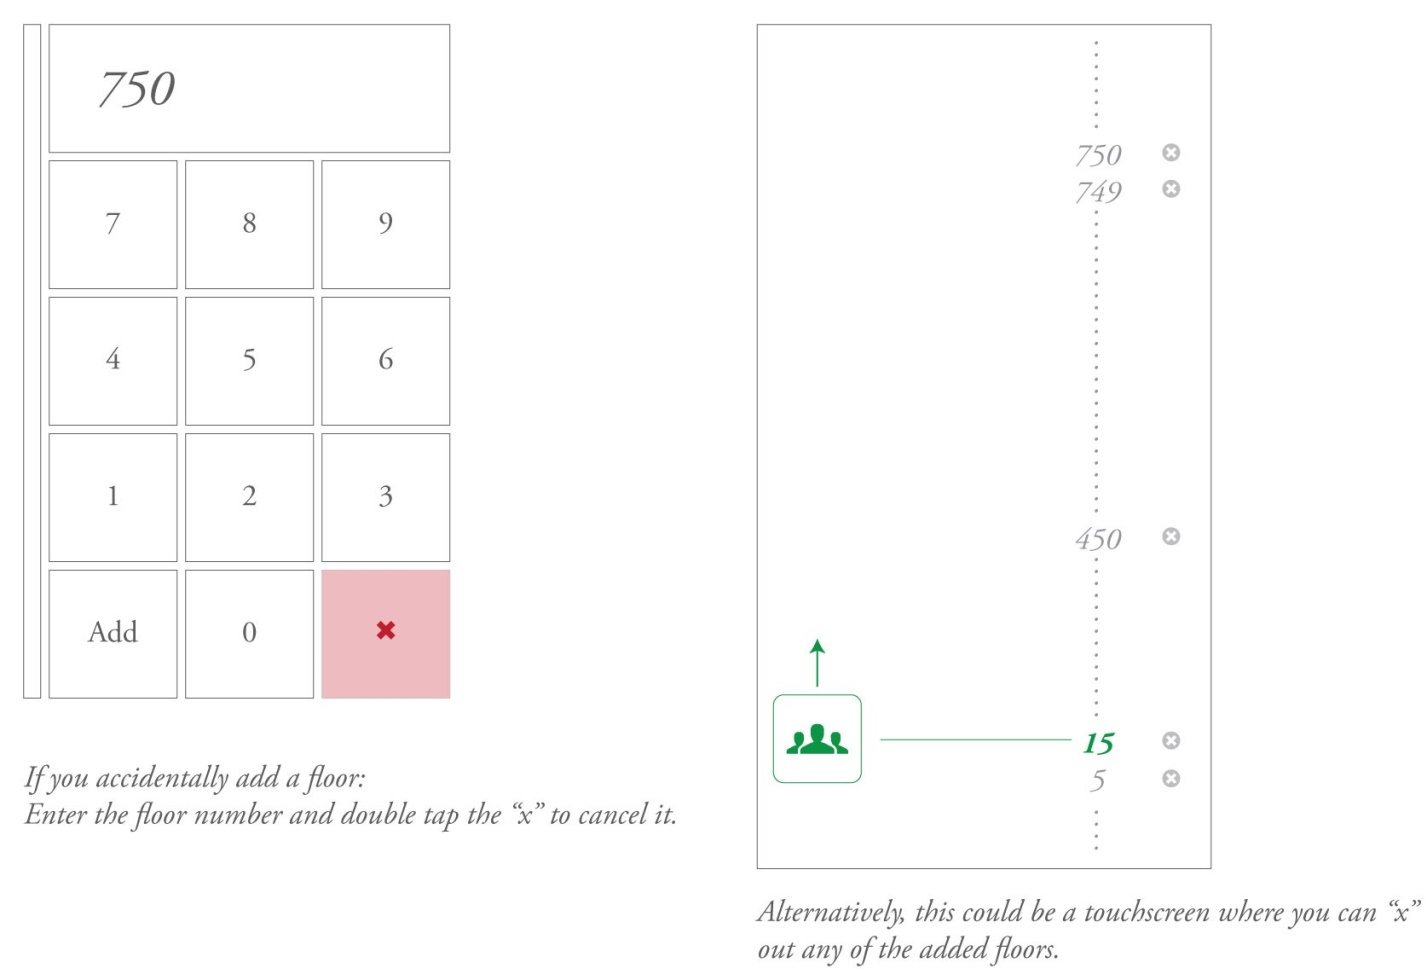 750
7 8 9
4 5 6
1 2 3
Add 0 ✖
If you accidentally add a floor:
Enter the floor number and double tap the “x” to cancel it.
750
749
450
15
5
Alternatively, this could be a touchscreen where you can “x”
out any of the added floors.